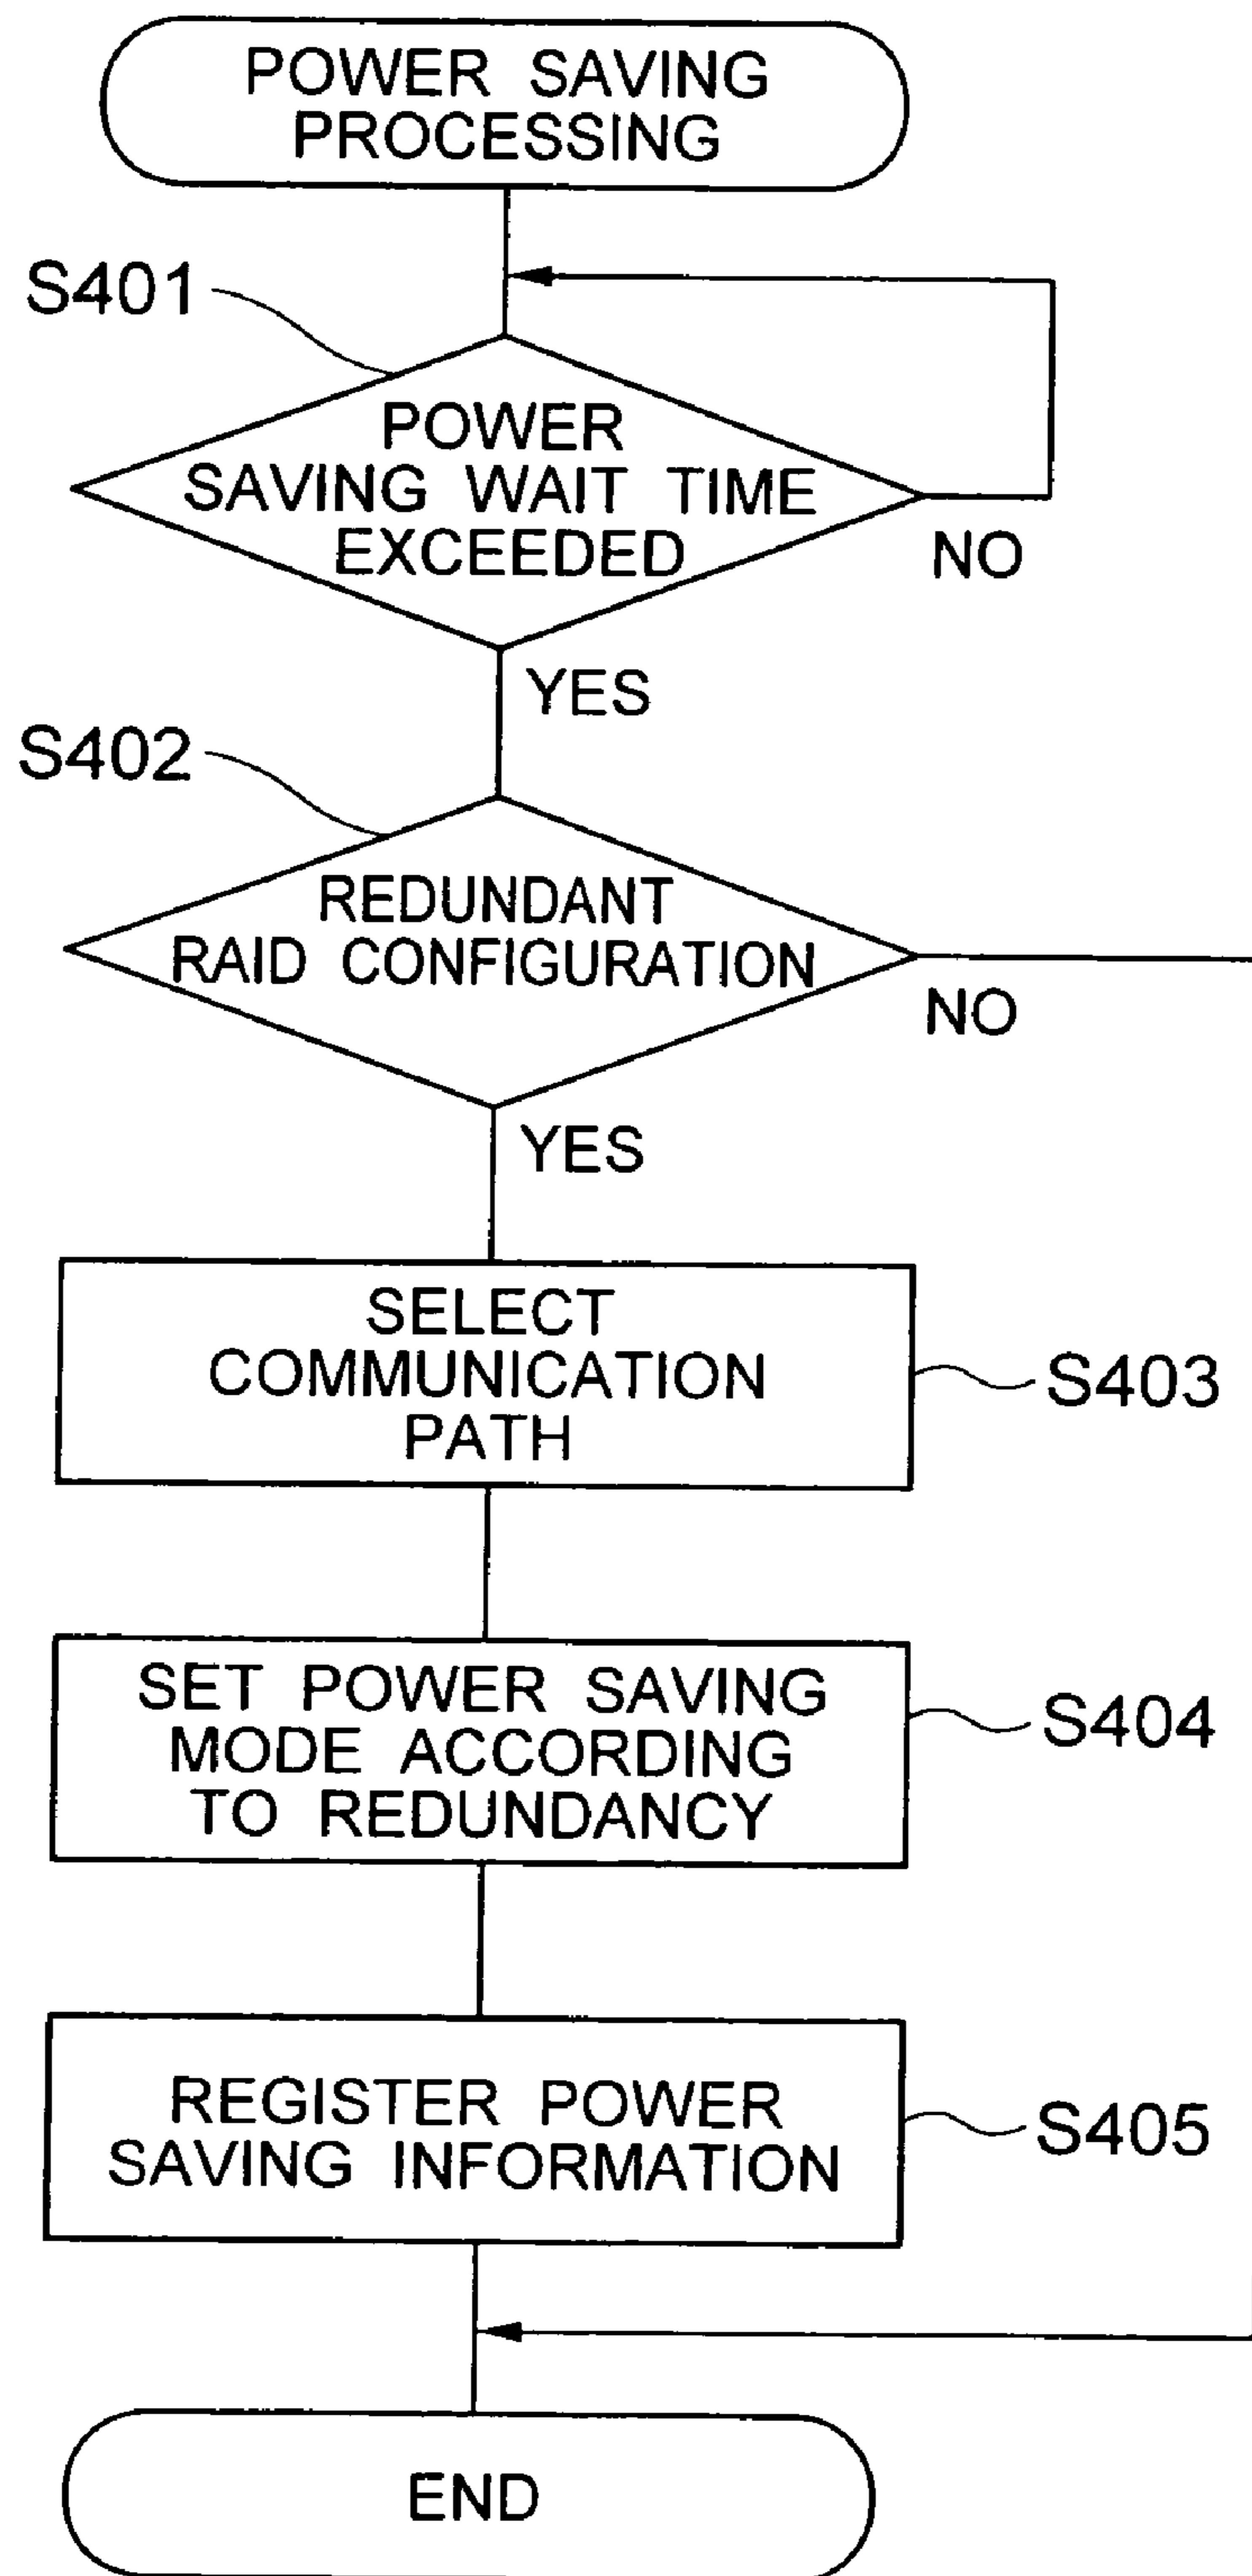 POWER SAVING
PROCESSING
S401
POWER
SAVING WAIT TIME
EXCEEDED
NO
YES
S402
REDUNDANT
RAID CONFIGURATION
NO
YES
SELECT
COMMUNICATION
PATH
S403
SET POWER SAVING
MODE ACCORDING
TO REDUNDANCY
S404
REGISTER POWER
SAVING INFORMATION
S405
END